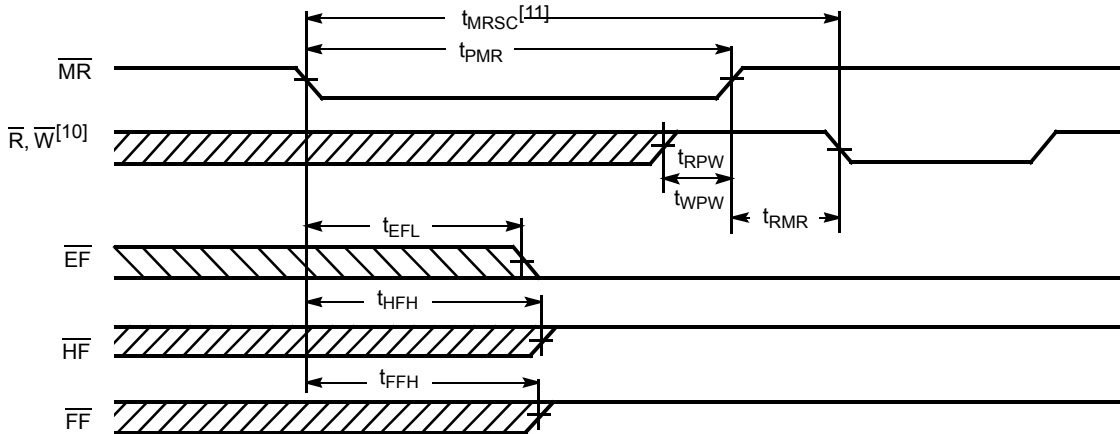 tMRSC[11]
tPMR
MR
R, W[10]
tRPW
tWPW
tRMR
tEFL
EF
tHFH
HF
tFFH
FF